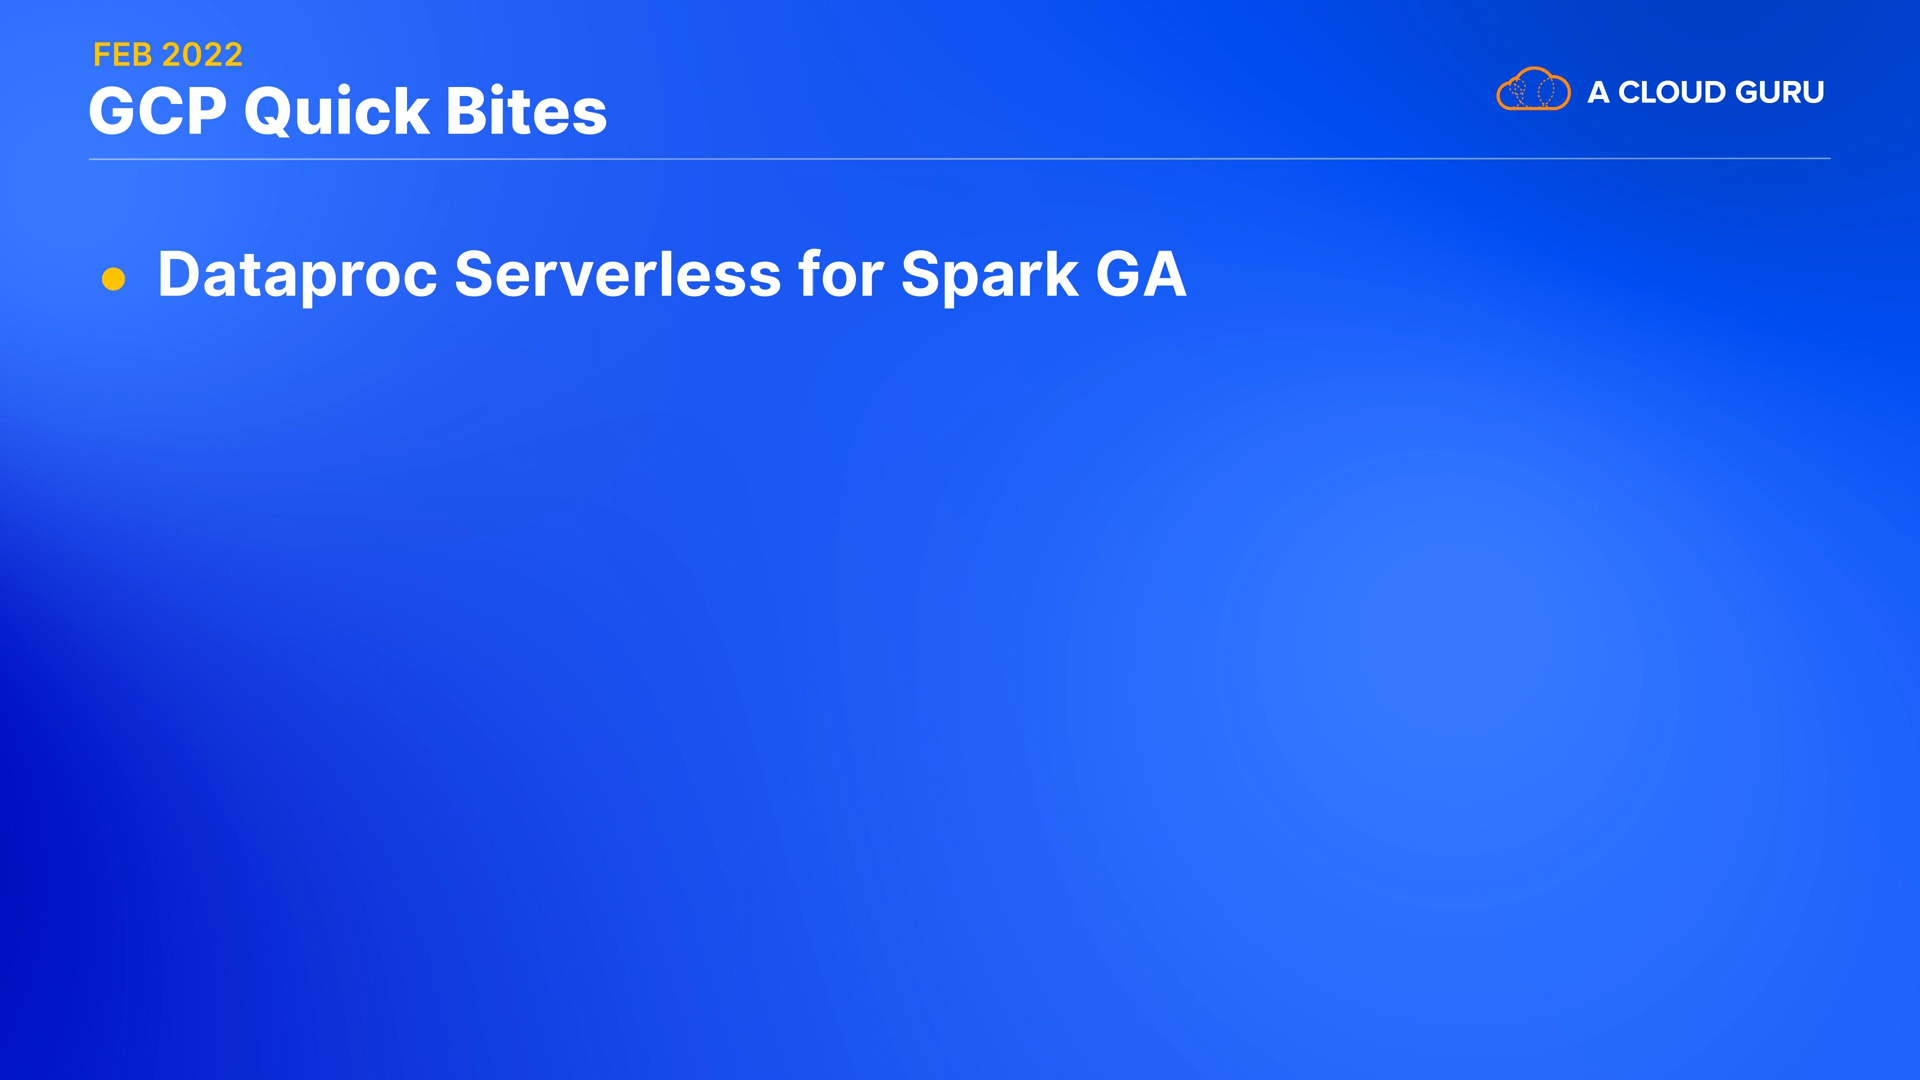 FEB 2022
GCP Quick Bites
A CLOUD GURU
Dataproc Serverless for Spark GA